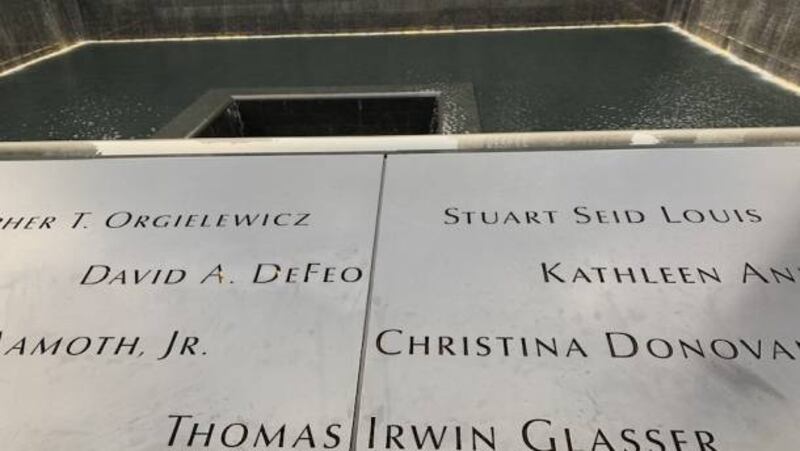 T. ORGIELEWICZ STUART SEID LOUIS
DAVID A. DEFEO KATHLEEN
JR. CHRISTINA
THOMAS IRWIN GLASSER